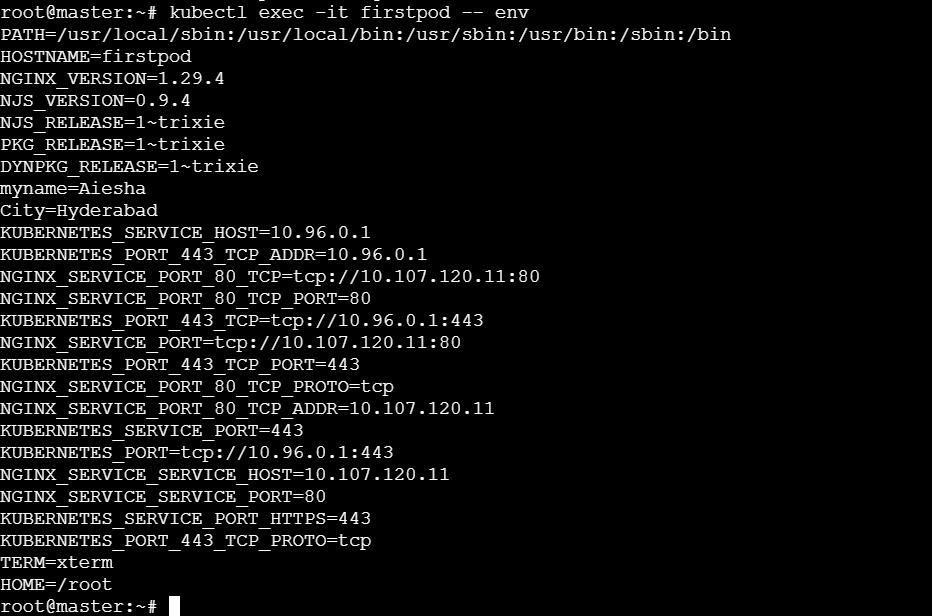 root@master:~# kubectl exec -it firstpod -- env
PATH=/usr/local/sbin:/usr/local/bin:/usr/sbin:/usr/bin:/sbin:/bin
HOSTNAME=firstpod
NGINX_VERSION=1.29.4
NJS_VERSION=0.9.4
NJS_RELEASE=1~trixie
PKG_RELEASE=1~trixie
DYNPKG_RELEASE=1~trixie
myname=Aiesha
City=Hyderabad
KUBERNETES_SERVICE_HOST=10.96.0.1
KUBERNETES_PORT_443_TCP_ADDR=10.96.0.1
NGINX_SERVICE_PORT_80_TCP=tcp://10.107.120.11:80
NGINX_SERVICE_PORT_80_TCP_PORT=80
KUBERNETES_PORT_443_TCP=tcp://10.96.0.1:443
NGINX_SERVICE_PORT=tcp://10.107.120.11:80
KUBERNETES_PORT_443_TCP_PORT=443
NGINX_SERVICE_PORT_80_TCP_PROTO=tcp
NGINX_SERVICE_PORT_80_TCP_ADDR=10.107.120.11
KUBERNETES_SERVICE_PORT=443
KUBERNETES_PORT=tcp://10.96.0.1:443
NGINX_SERVICE_SERVICE_HOST=10.107.120.11
NGINX_SERVICE_SERVICE_PORT=80
KUBERNETES_SERVICE_PORT_HTTPS=443
KUBERNETES_PORT_443_TCP_PROTO=tcp
TERM=xterm
HOME=/root
root@master:~#